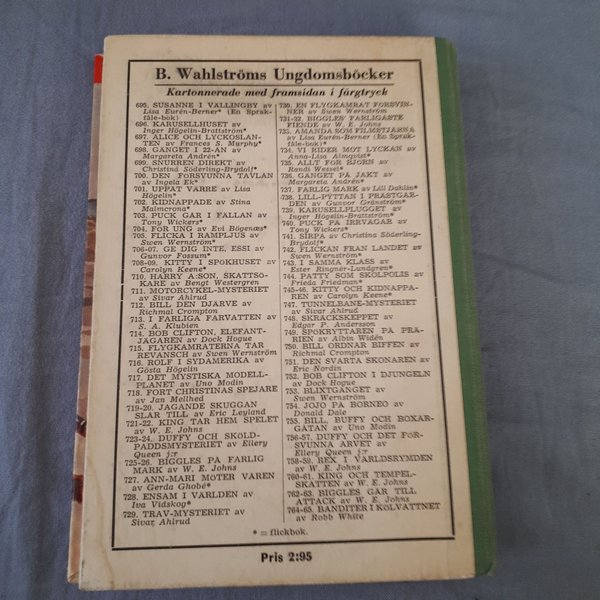 B. Wahlströms Ungdomsböcker
Kartonnerade med framsidan i färgtryck
695. SUSANNE I VÄLLINGBY av
Lisa Eurén-Berner* (En Språk-
fåle-bok)
696. KARUSELLHUSET av
Inger Högelin-Brattström*
697. ALICE OCH LYCKOSLAN-
TEN av Frances S. Murphy*
698. GÄNGET I 22-AN av
Margareta Andrén*
699. SNURREN DIREKT av
Christina Söderling-Brydolf*
700. DEN FÖRSVUNNA TAVLAN
av Ingela Ek*
701. UPPÅT VARRE av Lisa
Högelin*
702. KIDNAPPADE av Stina
Malmcrona*
703. PUCK GÅR I FÄLLAN av
Tony Wickers*
704. FÖR UNG av Evi Bøgenæs*
705. FLICKA I RAMPLJUS av
Swen Wernström*
706-07. GE DIG INTE, ESSI av
Gunvor Fossum*
708-09. KITTY I SPÖKHUSET av
Carolyn Keene*
710. HARRY A:SON, SKATTSÖ-
KARE av Bengt Westergren
711. MOTORCYKEL-MYSTERIET
av Sivar Ahlrud
712. BILL DEN DJÄRVE av
Richmal Crompton
713. I FARLIGA FARVATTEN av
S. A. Klubien
714. BOB CLIFTON, ELEFANT-
JÄGAREN av Dock Hogue
715. FLYGKAMRATERNA TAR
REVANSCH av Swen Wernström
716. ROLF I SYDAMERIKA av
Gösta Högelin
717. DET MYSTISKA MODELL-
PLANET av Uno Modin
718. FORT CHRISTINAS SPEJARE
av Jan Mellhed
719-20. JAGANDE SKUGGAN
SLÅR TILL av Eric Leyland
721-22. KING TAR HEM SPELET
av W. E. Johns
723-24. DUFFY OCH SKÖLD-
PADDSMYSTERIET av Ellery
Queen j:r
725-26. BIGGLES PÅ FARLIG
MARK av W. E. Johns
727. ANN-MARI MÖTER VÅREN
av Gerda Ghobé*
728. ENSAM I VÄRLDEN av
Iva Vidskog*
729. TRAV-MYSTERIET av
Sivar Ahlrud
730. EN FLYGKAMRAT FÖRSVIN-
NER av Swen Wernström
731-32. BIGGLES' FARLIGASTE
FIENDE av W. E. Johns
733. AMANDA SOM FILMSTJÄRNA
av Lisa Eurén-Berner (En Språk-
fåle-bok)*
734. VI RIDER MOT LYCKAN av
Anna-Lisa Almqvist*
735. ALLT FÖR BJÖRN av
Randi Wessel*
736. GÄNGET PÅ JAKT av
Margareta Andrén*
737. FARLIG MARK av Lill Dahlin*
738. LILL-PYTTAN I PRÄSTGÅR-
DEN av Gunvor Grönström*
739. KARUSELLPLUGGET av
Inger Högelin-Brattström*
740. PUCK PÅ IRRVÄGAR av
Tony Wickers*
741. SIRPA av Christina Söderling-
Brydolf*
742. FLICKAN FRÅN LANDET av
Swen Wernström*
743. I SAMMA KLASS av
Ester Ringnér-Lundgren*
744. PATTY SOM SKOLPOLIS av
Frieda Friedman*
745-46. KITTY OCH KIDNAPPA-
REN av Carolyn Keene*
747. TUNNELBANE-MYSTERIET
av Sivar Ahlrud
748. SKRÄCKSKEPPET av
Edgar P. Andersson
749. SPÖKRYTTAREN PÅ PRÄ-
RIEN av Albin Widén
750. BILL ORDNAR BIFFEN av
Richmal Crompton
751. DEN SVARTA SKONAREN av
Eric Nordin
752. BOB CLIFTON I DJUNGELN
av Dock Hogue
753. BLIXTGÄNGET av
Swen Wernström
754. JOJO PÅ BORNEO av
Donald Dale
755. BILL, BUFFY OCH BOXAR-
GATAN av Uno Modin
756-57. DUFFY OCH DET FÖR-
SVUNNA ARVET av
Ellery Queen j:r
758-59. REX I VÄRLDSRYMDEN
av W. E. Johns
760-61. KING OCH TEMPEL-
SKATTEN av W. E. Johns
762-63. BIGGLES GÅR TILL
ATTACK av W. E. Johns
764-65. BANDITER I KOLVATTNET
av Robb White
* = flickbok.
Pris 2:95